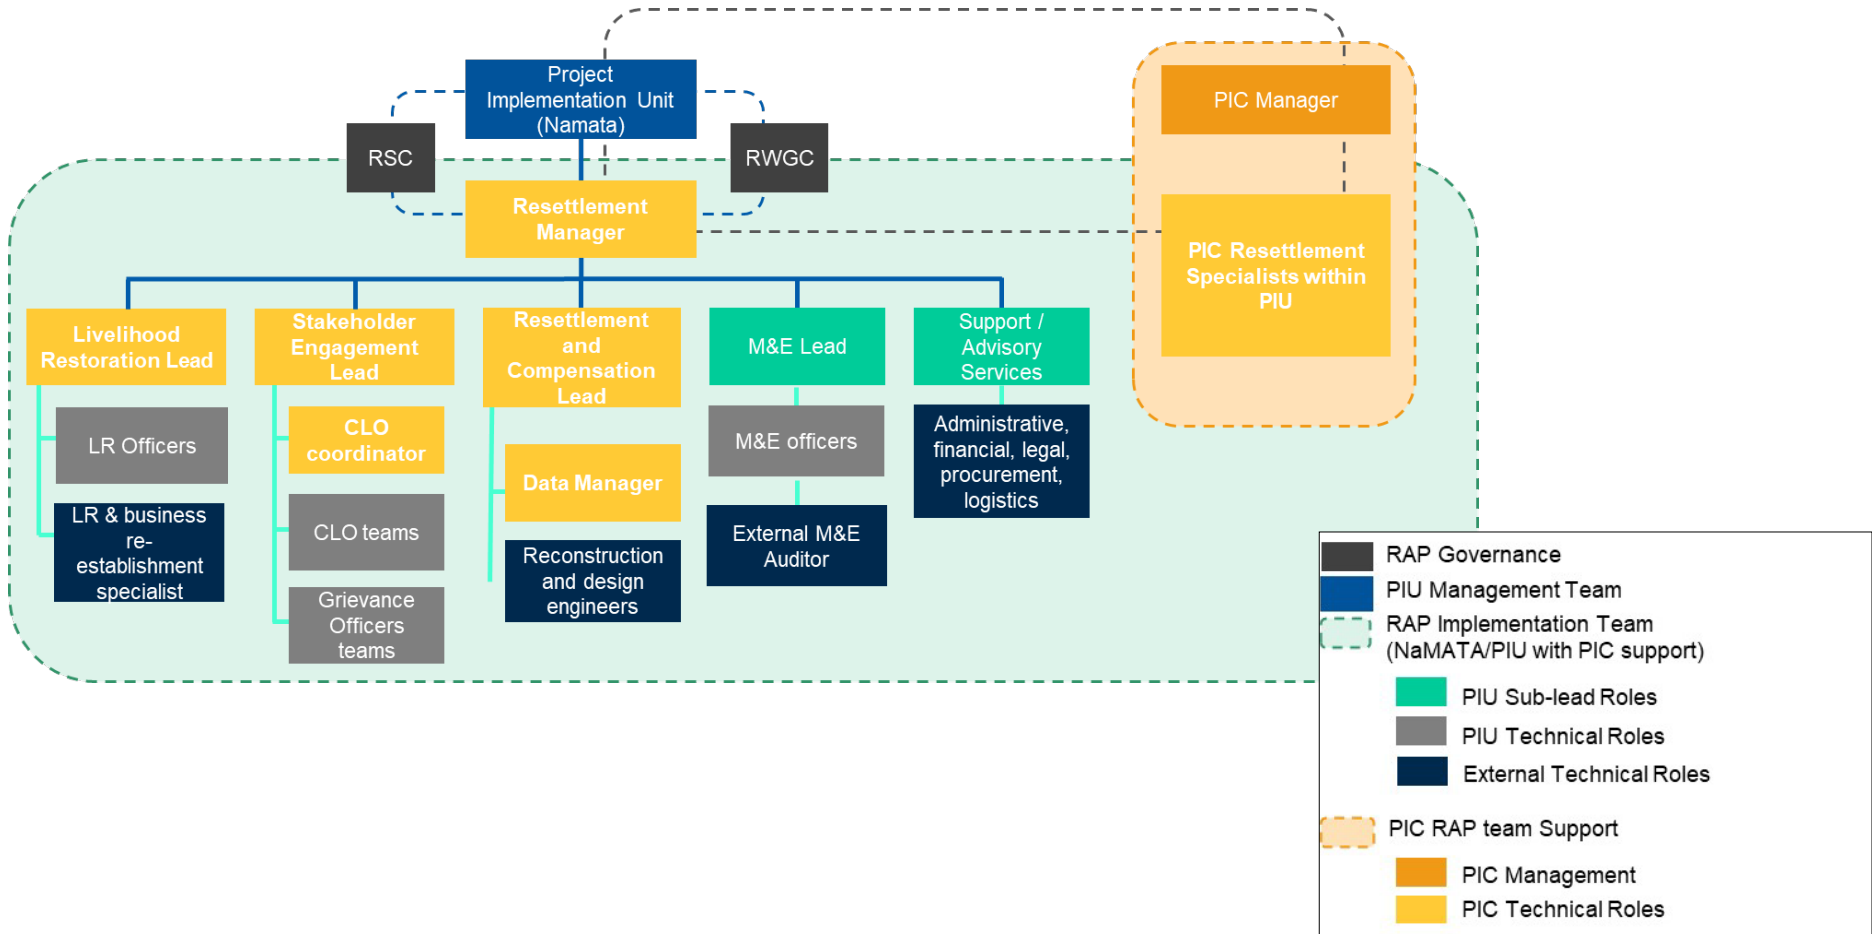 Project
Implementation Unit
(Namata)
PIC Manager
RSC
RWGC
Resettlement
Manager
PIC Resettlement
Specialists within
PIU
Livelihood
Restoration Lead
Stakeholder
Engagement
Lead
Resettlement
and
Compensation
Lead
M&E Lead
Support /
Advisory
Services
LR Officers
CLO
coordinator
Data Manager
M&E officers
Administrative,
financial, legal,
procurement,
logistics
LR & business
re-
establishment
specialist
CLO teams
Reconstruction
and design
engineers
External M&E
Auditor
Grievance
Officers
teams
RAP Governance
PIU Management Team
RAP Implementation Team
(NaMATA/PIU with PIC support)
PIU Sub-lead Roles
PIU Technical Roles
External Technical Roles
PIC RAP team Support
PIC Management
PIC Technical Roles